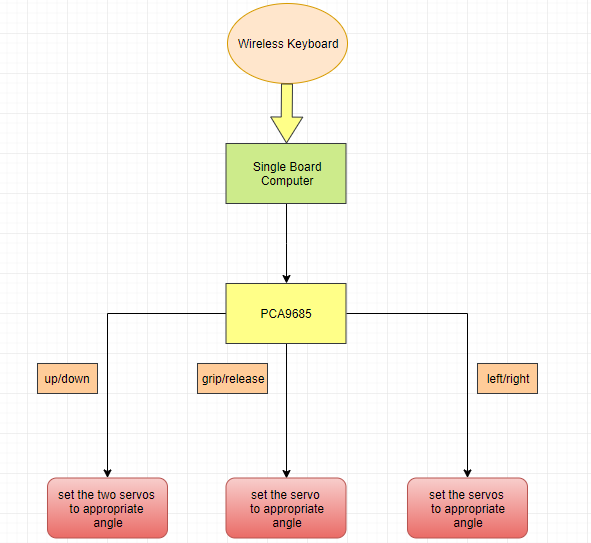 Wireless Keyboard
Single Board
Computer
PCA9685
up/down
grip/release
left/right
set the two servos
to appropriate
angle
set the servo
to appropriate
angle
set the servos
to appropriate
angle